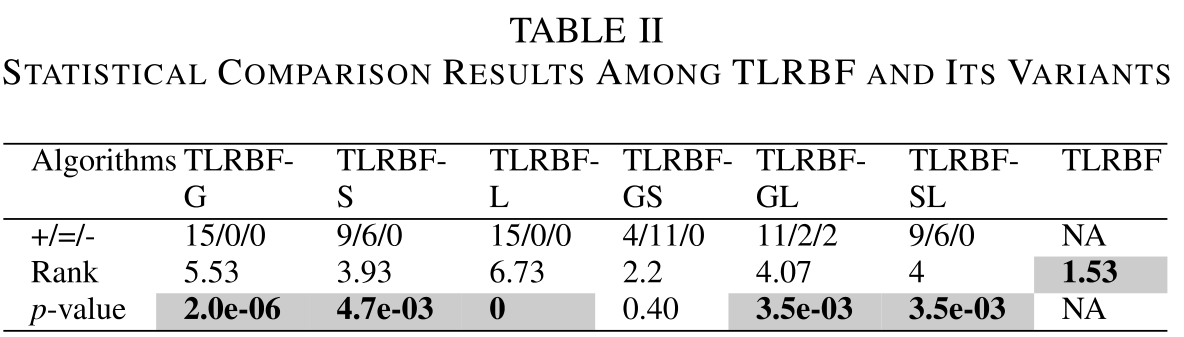 TABLE II
STATISTICAL COMPARISON RESULTS AMONG TLRBF AND ITS VARIANTS
Algorithms TLRBF-G TLRBF-S TLRBF-L TLRBF-GS TLRBF-GL TLRBF-SL TLRBF
+/=/- 15/0/0 9/6/0 15/0/0 4/11/0 11/2/2 9/6/0 NA
Rank 5.53 3.93 6.73 2.2 4.07 4 1.53
p-value 2.0e-06 4.7e-03 0 0.40 3.5e-03 3.5e-03 NA